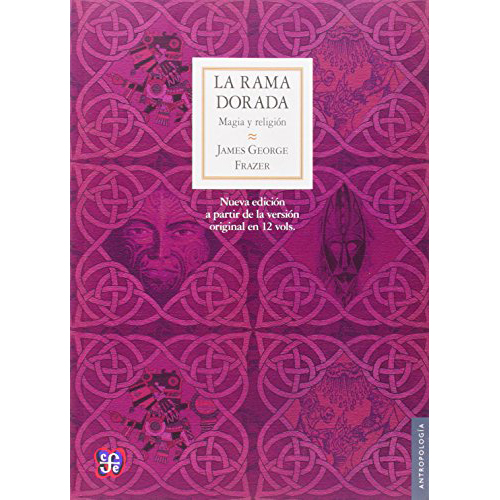 LA RAMA
DORADA
Magia y religión
≈
JAMES GEORGE
FRAZER
Nueva edición
a partir de la versión
original en 12 vols.
cfe
ANTROPOLOGÍA